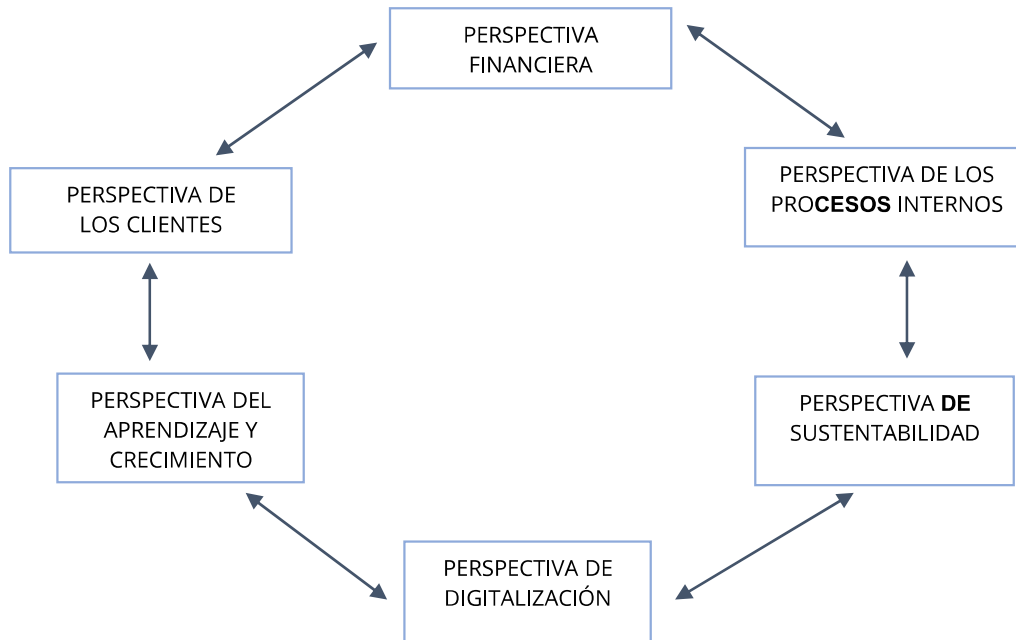 PERSPECTIVA
FINANCIERA
PERSPECTIVA DE
LOS CLIENTES
PERSPECTIVA DE LOS
PROCESOS INTERNOS
PERSPECTIVA DEL
APRENDIZAJE Y
CRECIMIENTO
PERSPECTIVA DE
SUSTENTABILIDAD
PERSPECTIVA DE
DIGITALIZACIÓN